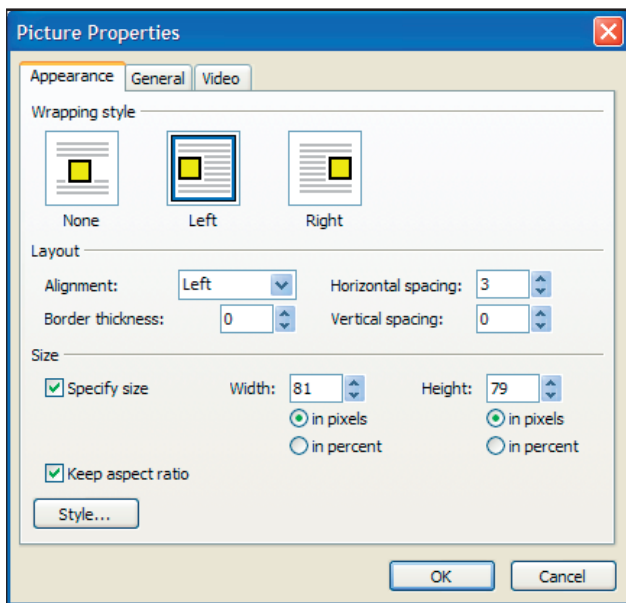 Picture Properties
Appearance General Video
Wrapping style
None Left Right
Layout
Alignment: Left Horizontal spacing: 3
Border thickness: 0 Vertical spacing: 0
Size
Specify size Width: 81 Height: 79
in pixels in pixels
in percent in percent
Keep aspect ratio
Style...
OK Cancel